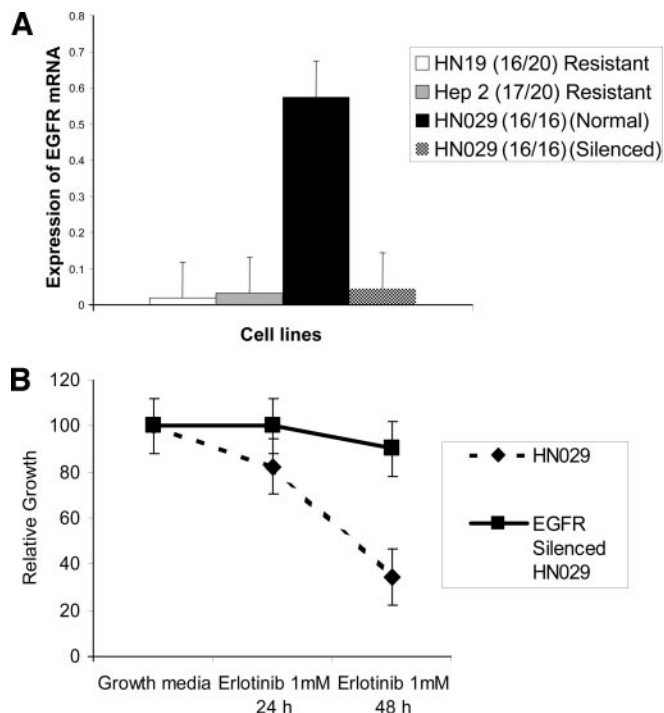 A
Expression of EGFR mRNA
0.8
0.7
0.6
0.5
0.4
0.3
0.2
0.1
0
Cell lines
HN19 (16/20) Resistant
Hep 2 (17/20) Resistant
HN029 (16/16)(Normal)
HN029 (16/16)(Silenced)
B
Relative Growth
120
100
80
60
40
20
0
Growth media
Erlotinib 1mM
24 h
Erlotinib 1mM
48 h
HN029
EGFR
Silenced
HN029